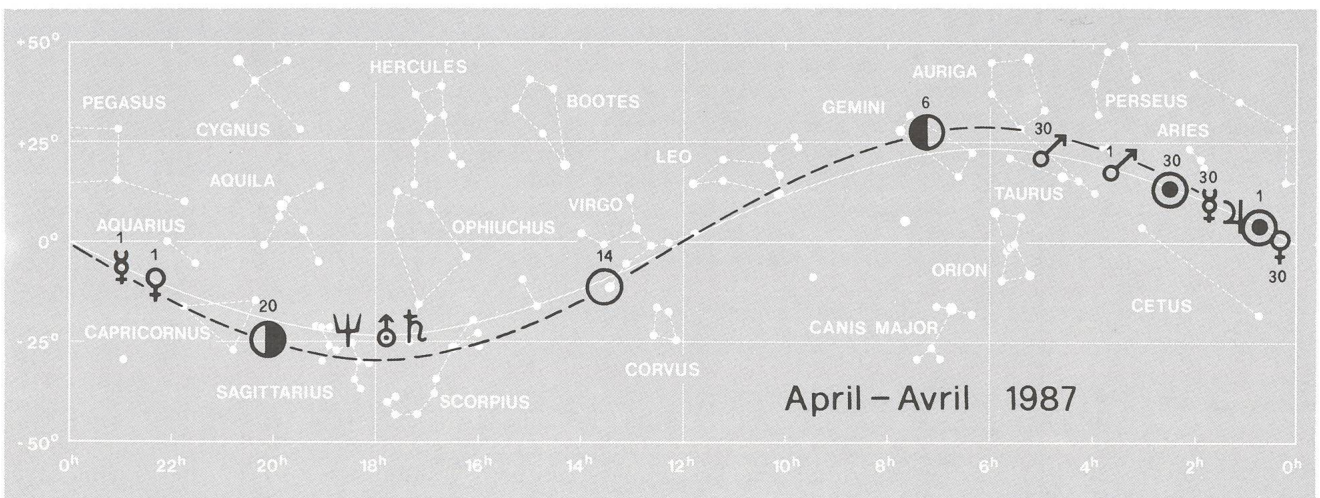 +50°
HERCULES
AURIGA
PEGASUS
CYGNUS
BOOTES
GEMINI
6
PERSEUS
+25°
30
1
ARIES
LEO
30
30
AQUILA
TAURUS
1
AQUARIUS
VIRGO
OPHIUCHUS
0°
1
1
14
ORION
30
20
CAPRICORNUS
CANIS MAJOR
CETUS
-25°
CORVUS
SAGITTARIUS
SCORPIUS
April – Avril 1987
-50°
0h 22h 20h 18h 16h 14h 12h 10h 8h 6h 4h 2h 0h